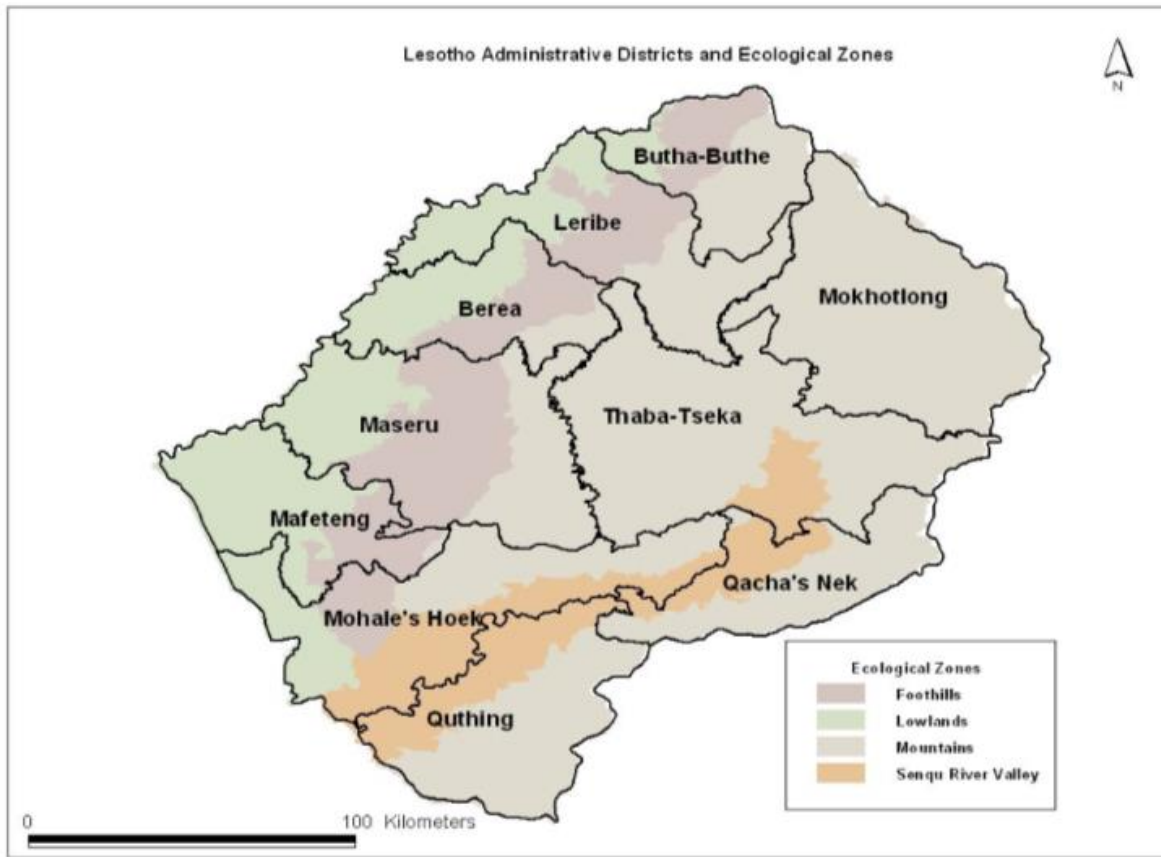 Lesotho Administrative Districts and Ecological Zones
N
Butha-Buthe
Leribe
Mokhotlong
Berea
Thaba-Tseka
Maseru
Mafeteng
Qacha's Nek
Mohale's Hoek
Quthing
Ecological Zones
Foothills
Lowlands
Mountains
Senqu River Valley
0 100 Kilometers